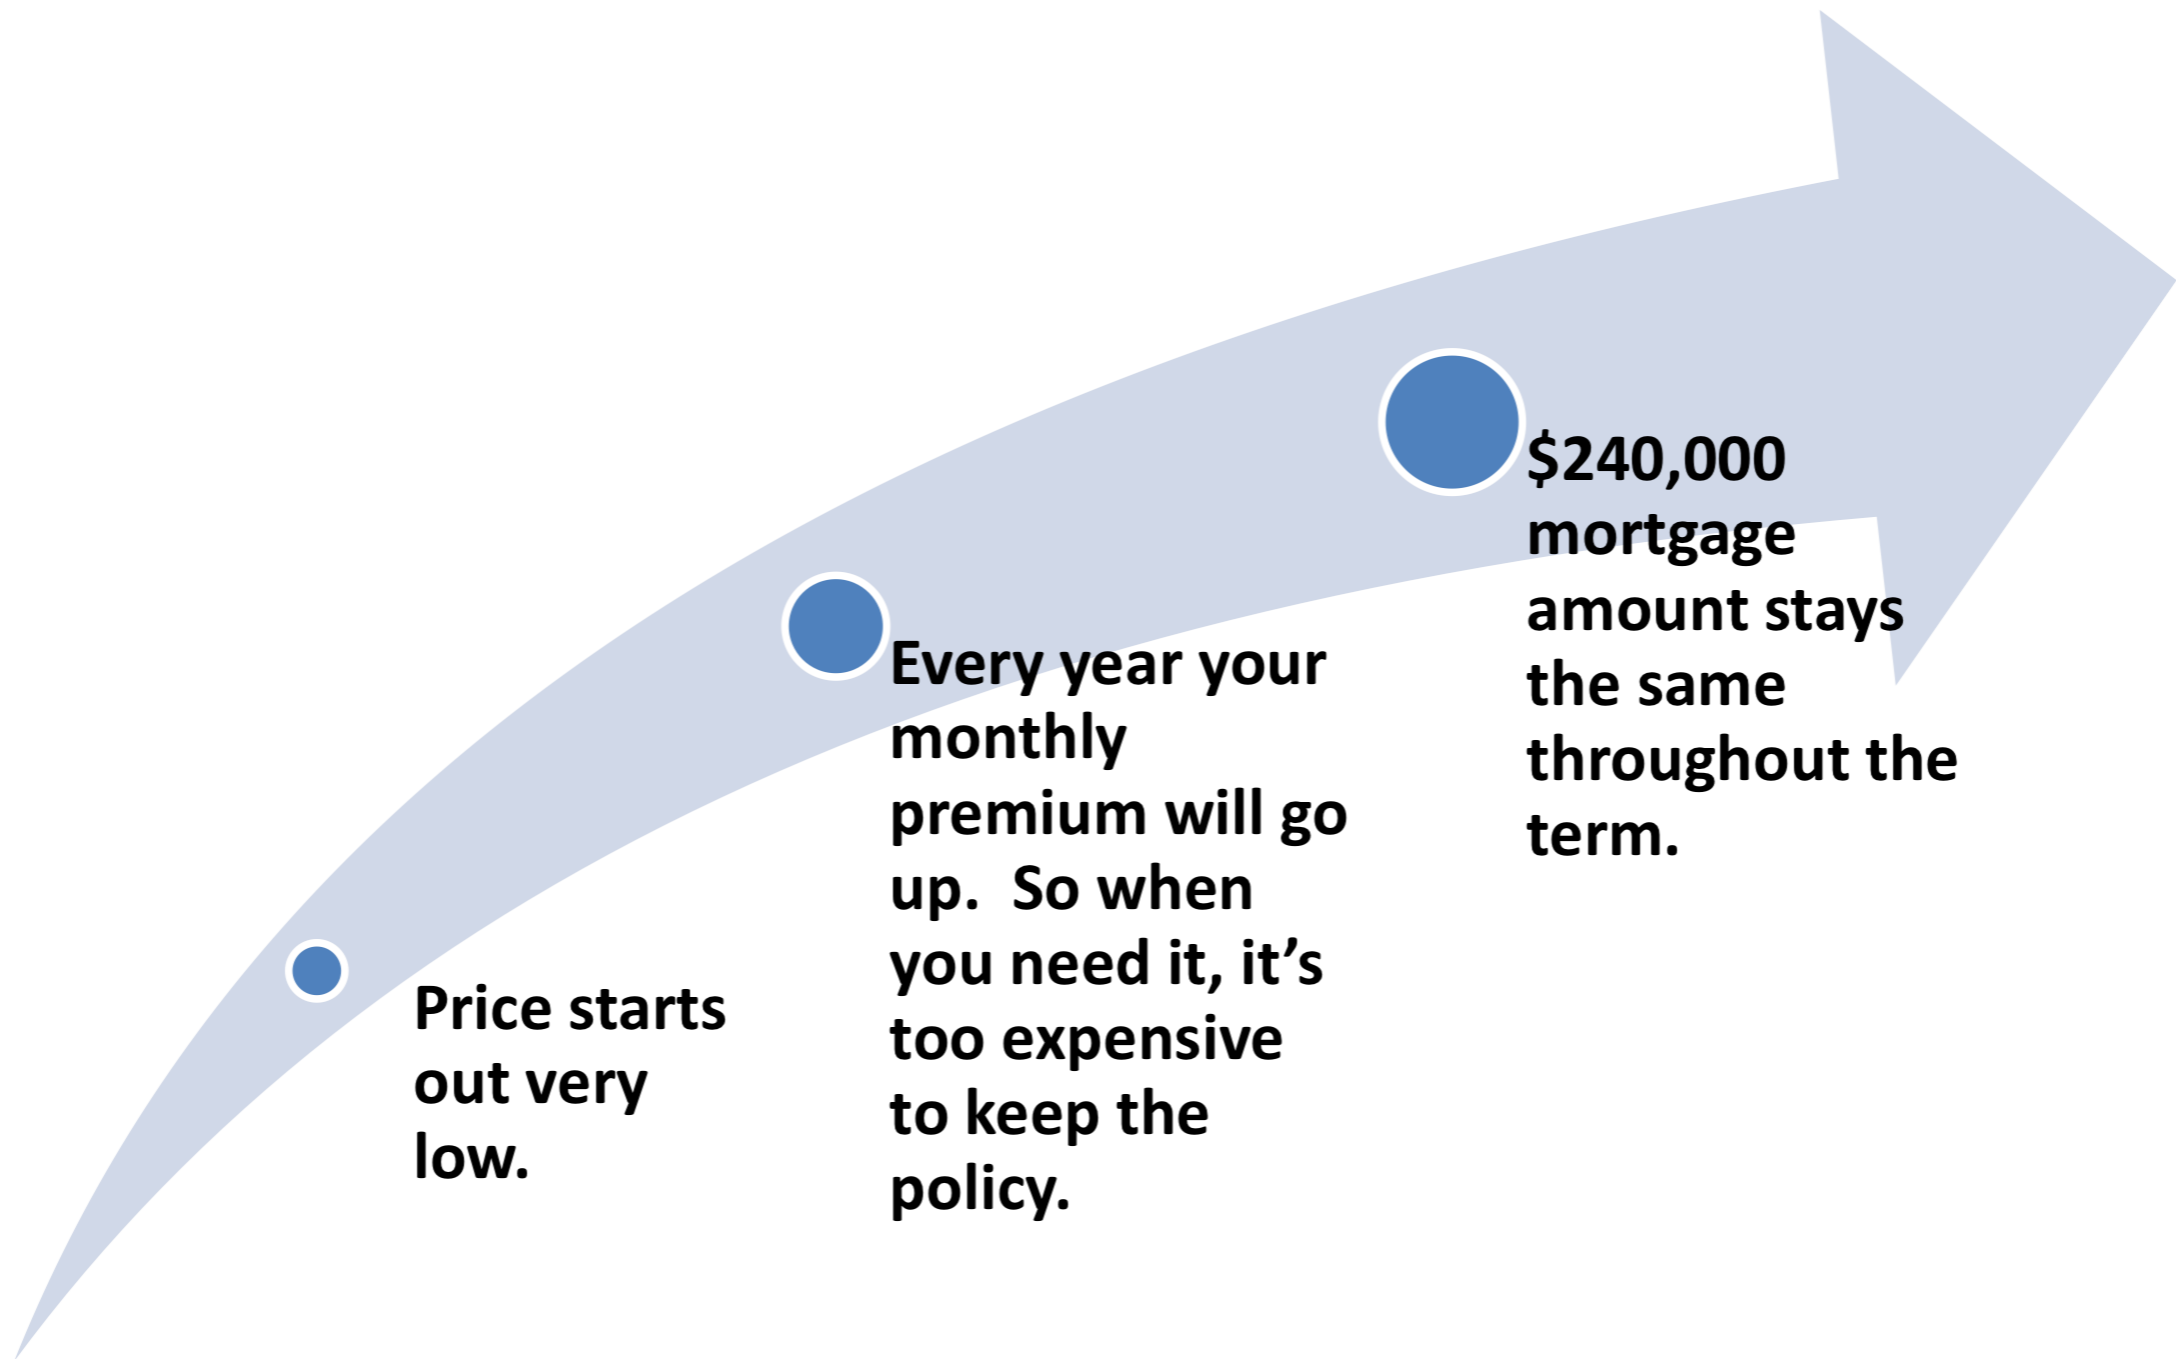 Price starts
out very
low.
Every year your
monthly
premium will go
up.  So when
you need it, it’s
too expensive
to keep the
policy.
$240,000
mortgage
amount stays
the same
throughout the
term.